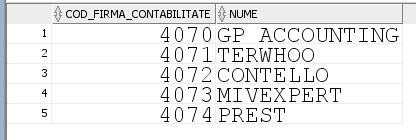 COD_FIRMA_CONTABILITATE NUME
1 4070 GP ACCOUNTING
2 4071 TERWHOO
3 4072 CONTELLO
4 4073 MIVEXPERT
5 4074 PREST